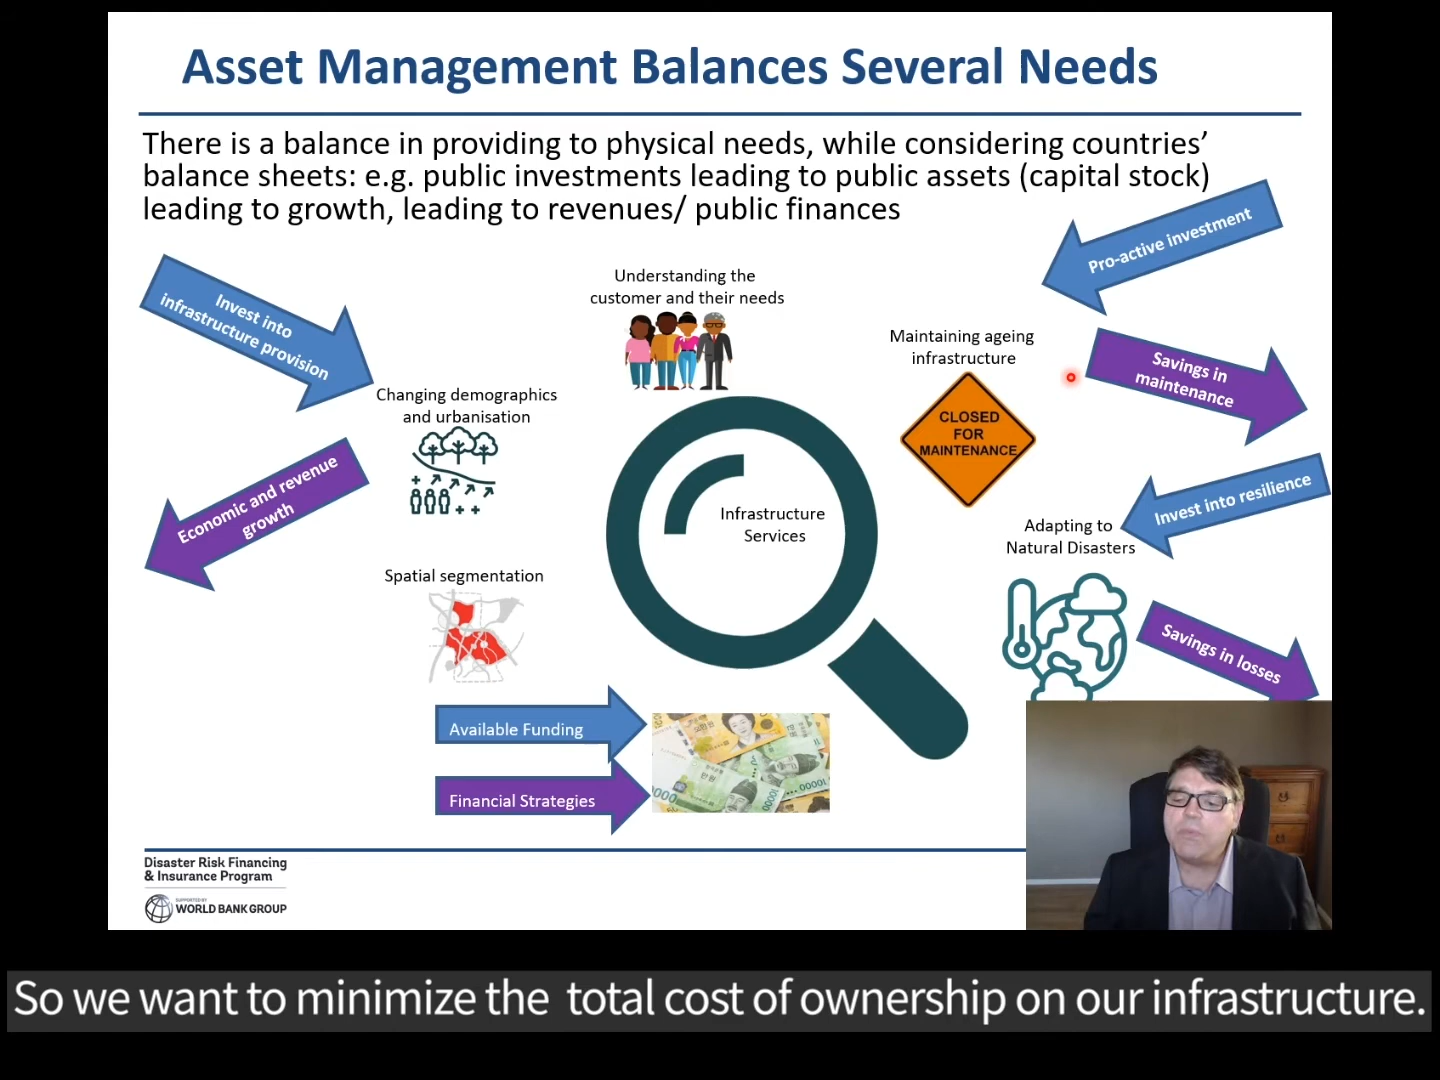 Asset Management Balances Several Needs
There is a balance in providing to physical needs, while considering countries’
balance sheets: e.g. public investments leading to public assets (capital stock)
leading to growth, leading to revenues/ public finances
Pro-active investment
Invest into
infrastructure provision
Understanding the
customer and their needs
Maintaining ageing
infrastructure
Savings in
maintenance
Changing demographics
and urbanisation
CLOSED
FOR
MAINTENANCE
Economic and revenue
growth
Invest into resilience
Infrastructure
Services
Adapting to
Natural Disasters
Spatial segmentation
Savings in losses
Available Funding
Financial Strategies
Disaster Risk Financing
& Insurance Program
SUPPORTED BY
WORLD BANK GROUP
So we want to minimize the total cost of ownership on our infrastructure.